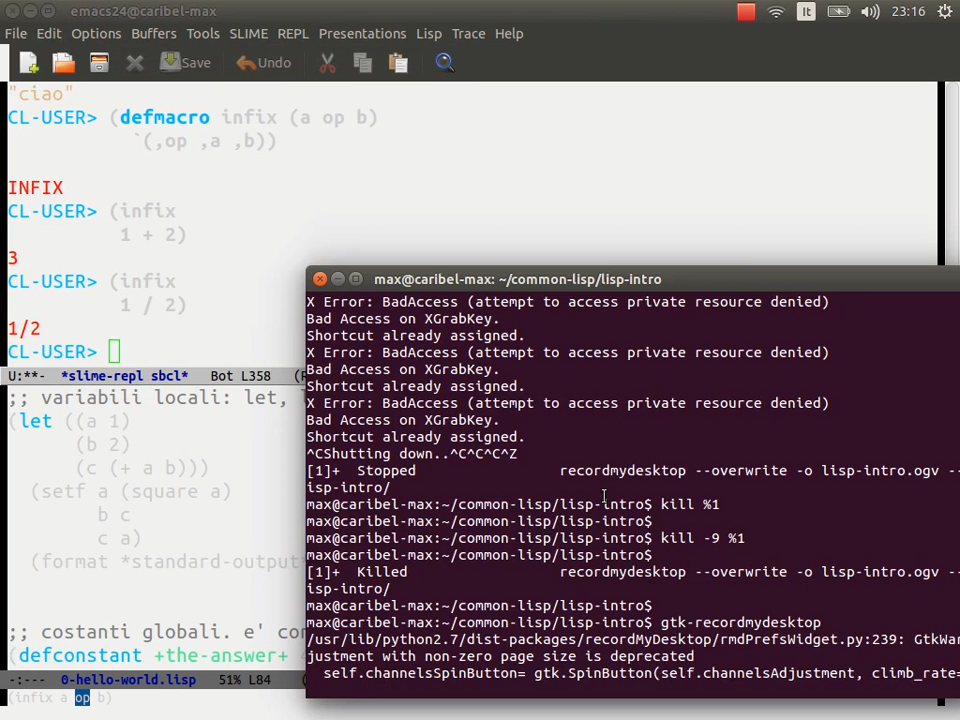 emacs24@caribel-max
It
23:16
File Edit Options Buffers Tools SLIME REPL Presentations Lisp Trace Help
Save Undo
"ciao"
CL-USER> (defmacro infix (a op b)
`(,op ,a ,b))
INFIX
CL-USER> (infix
1 + 2)
3
CL-USER> (infix
1 / 2)
1/2
CL-USER>
U:**- *slime-repl sbcl* Bot L358 (R
;; variabili locali: let, l
(let ((a 1)
(b 2)
(c (+ a b)))
(setf a (square a)
b c
c a)
(format *standard-output*
;; costanti globali. e' co
(defconstant +the-answer+ 4
-:--- 0-hello-world.lisp 51% L84
(infix a op b)
max@caribel-max: ~/common-lisp/lisp-intro
X Error: BadAccess (attempt to access private resource denied)
Bad Access on XGrabKey.
Shortcut already assigned.
X Error: BadAccess (attempt to access private resource denied)
Bad Access on XGrabKey.
Shortcut already assigned.
X Error: BadAccess (attempt to access private resource denied)
Bad Access on XGrabKey.
Shortcut already assigned.
^CShutting down..^C^C^C^Z
[1]+ Stopped recordmydesktop --overwrite -o lisp-intro.ogv --
isp-intro/
max@caribel-max:~/common-lisp/lisp-intro$ kill %1
max@caribel-max:~/common-lisp/lisp-intro$
max@caribel-max:~/common-lisp/lisp-intro$ kill -9 %1
max@caribel-max:~/common-lisp/lisp-intro$
[1]+ Killed recordmydesktop --overwrite -o lisp-intro.ogv --
isp-intro/
max@caribel-max:~/common-lisp/lisp-intro$
max@caribel-max:~/common-lisp/lisp-intro$ gtk-recordmydesktop
/usr/lib/python2.7/dist-packages/recordMyDesktop/rmdPrefsWidget.py:239: GtkWar
justment with non-zero page size is deprecated
self.channelsSpinButton= gtk.SpinButton(self.channelsAdjustment, climb_rate=